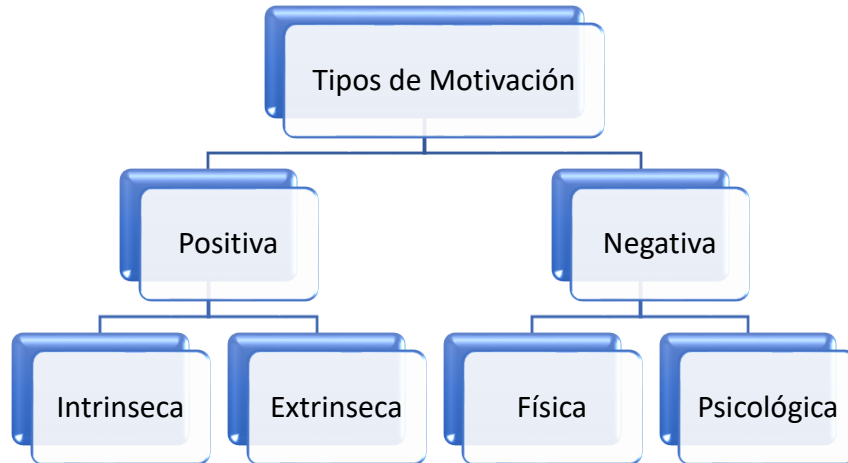 Tipos de Motivación
Positiva
Negativa
Intrinseca
Extrinseca
Física
Psicológica